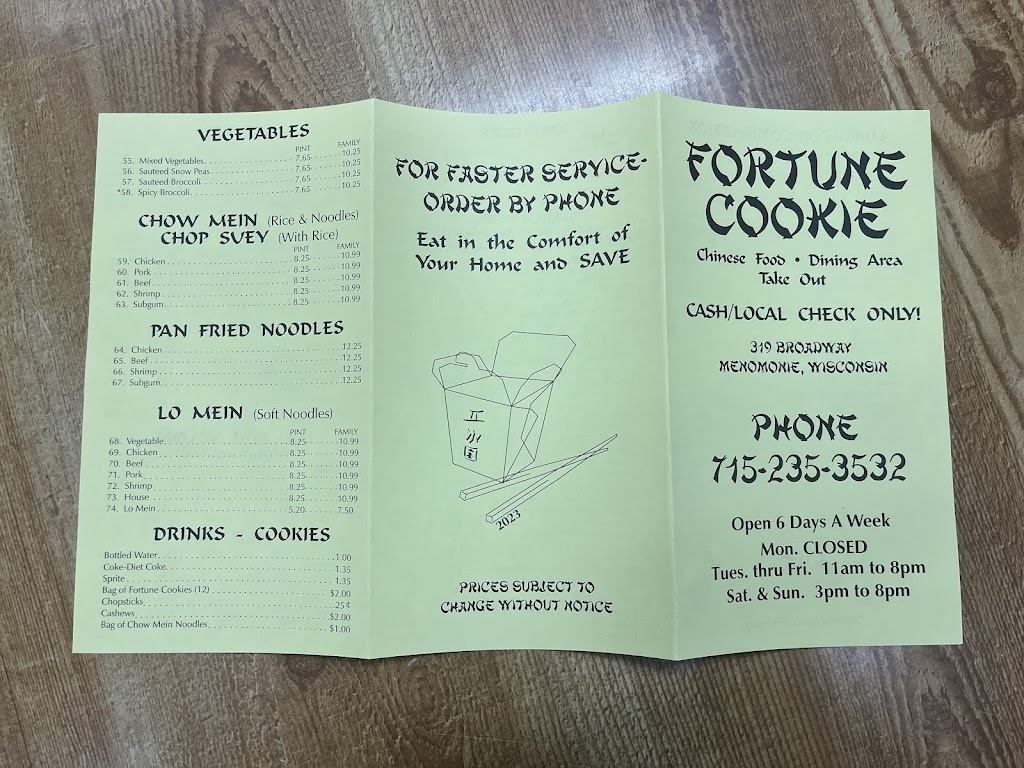 VEGETABLES
PINT FAMILY
55. Mixed Vegetables. 7.65 10.25
56. Sauteed Snow Peas 7.65 10.25
57. Sauteed Broccoli. 7.65 10.25
*58. Spicy Broccoli. 7.65 10.25
CHOW MEIN (Rice & Noodles)
CHOP SUEY (With Rice)
PINT FAMILY
59. Chicken 8.25 10.99
60. Pork 8.25 10.99
61. Beef 8.25 10.99
62. Shrimp 8.25 10.99
63. Subgum 8.25 10.99
PAN FRIED NOODLES
64. Chicken 12.25
65. Beef 12.25
66. Shrimp 12.25
67. Subgum 12.25
LO MEIN (Soft Noodles)
PINT FAMILY
68. Vegetable 8.25 10.99
69. Chicken 8.25 10.99
70. Beef 8.25 10.99
71. Pork 8.25 10.99
72. Shrimp 8.25 10.99
73. House 8.25 10.99
74. Lo Mein 5.20 7.50
DRINKS - COOKIES
Bottled Water 1.00
Coke-Diet Coke 1.35
Sprite 1.35
Bag of Fortune Cookies (12) $2.00
Chopsticks .25¢
Cashews $2.00
Bag of Chow Mein Noodles $1.00
FOR FASTER SERVICE-
ORDER BY PHONE
Eat in the Comfort of
Your Home and SAVE
2023
PRICES SUBJECT TO
CHANGE WITHOUT NOTICE
FORTUNE
COOKIE
Chinese Food • Dining Area
Take Out
CASH/LOCAL CHECK ONLY!
319 BROADWAY
MENOMONIE, WISCONSIN
PHONE
715-235-3532
Open 6 Days A Week
Mon. CLOSED
Tues. thru Fri. 11am to 8pm
Sat. & Sun. 3pm to 8pm